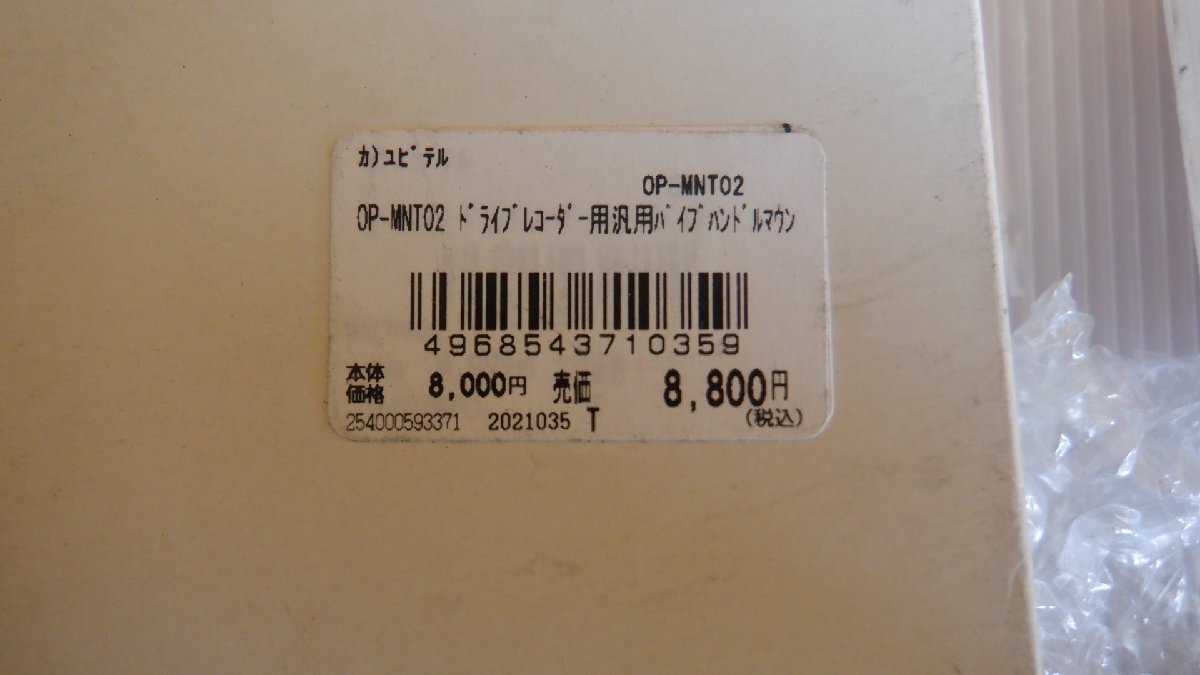 ｶ)ﾕﾋﾟﾃﾙ
OP-MNT02
OP-MNT02 ﾄﾞﾗｲﾌﾞﾚｺｰﾀﾞｰ用汎用ﾊﾟｲﾌﾟﾊﾝﾄﾞﾙﾏｳﾝ
4968543710359
本体価格 8,000円 売価 8,800円
(税込)
254000593371 2021035 T